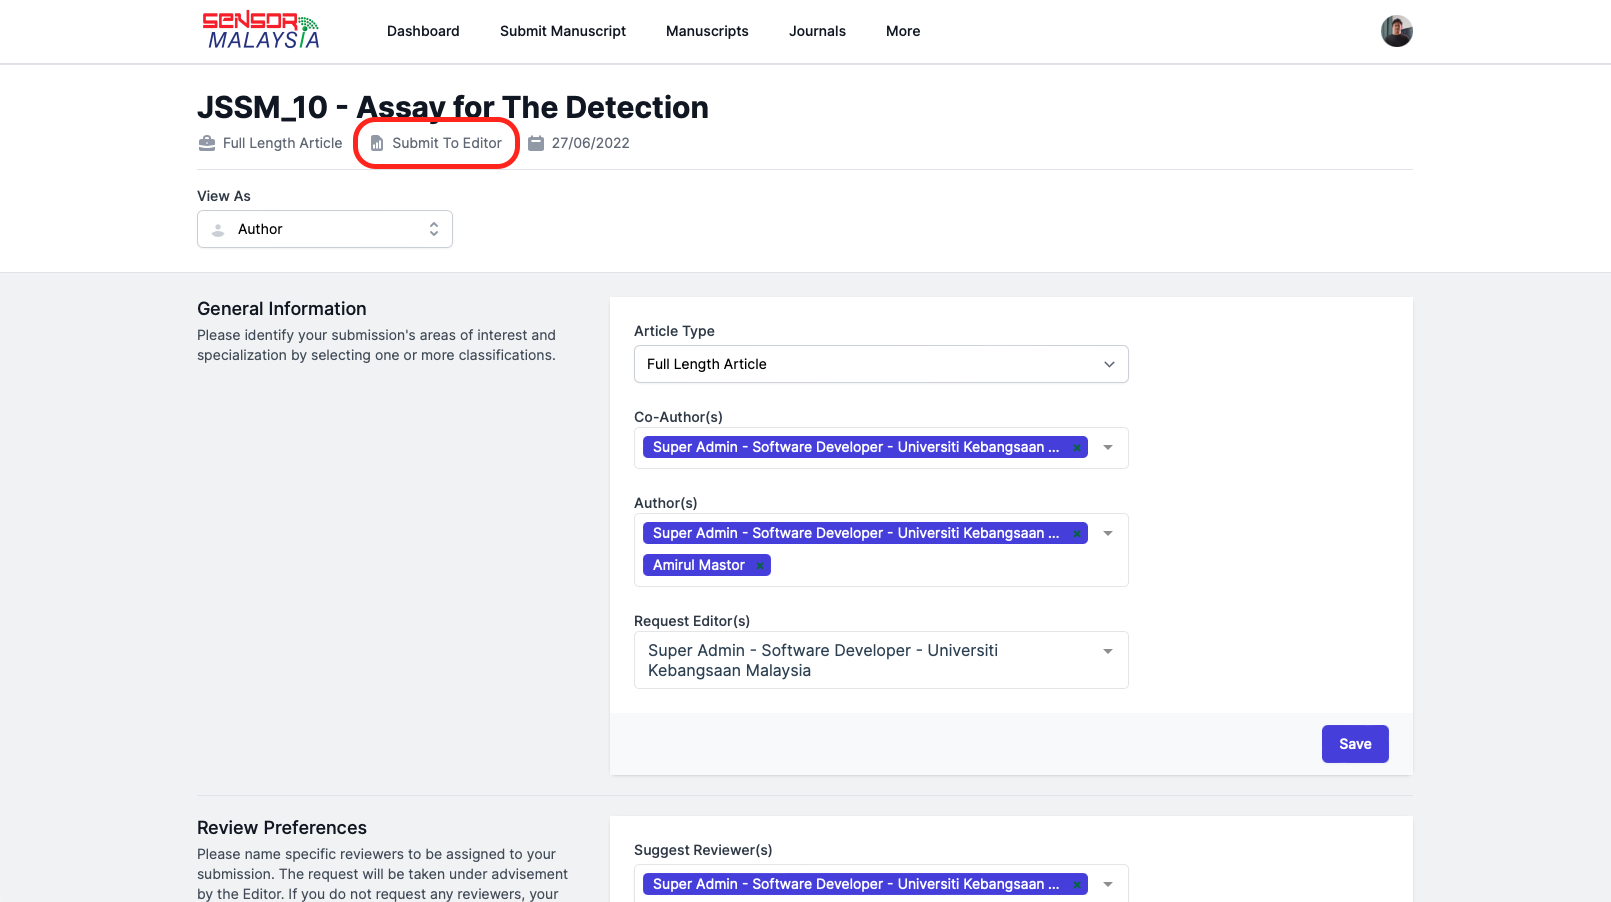 SENSOR
MALAYSIA
Dashboard
Submit Manuscript
Manuscripts
Journals
More
JSSM_10 - Assay for The Detection
Full Length Article
Submit To Editor
27/06/2022
View As
Author
General Information
Please identify your submission's areas of interest and
specialization by selecting one or more classifications.
Article Type
Full Length Article
Co-Author(s)
Super Admin - Software Developer - Universiti Kebangsaan ... ×
Author(s)
Super Admin - Software Developer - Universiti Kebangsaan ... ×
Amirul Mastor ×
Request Editor(s)
Super Admin - Software Developer - Universiti
Kebangsaan Malaysia
Save
Review Preferences
Please name specific reviewers to be assigned to your
submission. The request will be taken under advisement
by the Editor. If you do not request any reviewers, your
Suggest Reviewer(s)
Super Admin - Software Developer - Universiti Kebangsaan ... ×